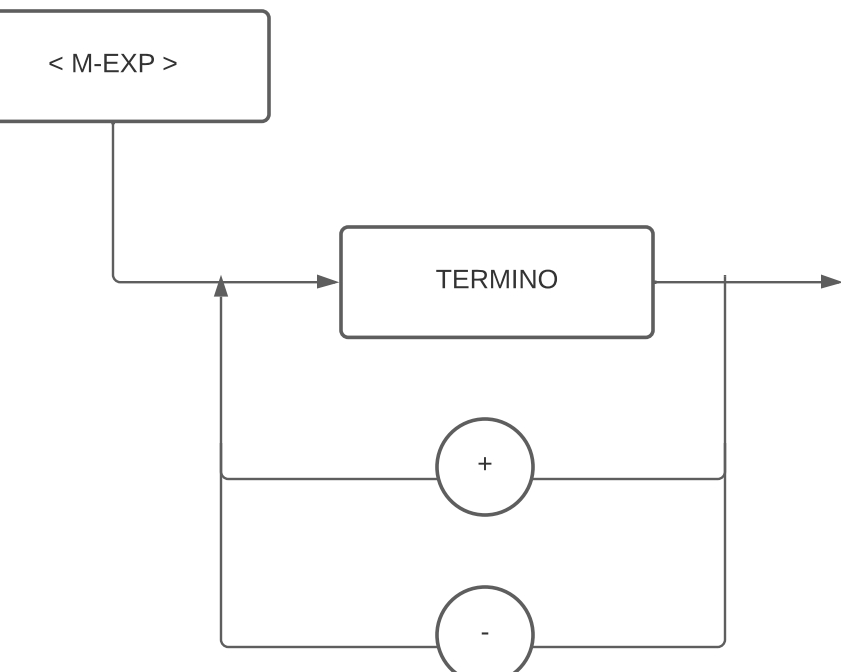 < M-EXP >
TERMINO
+
-